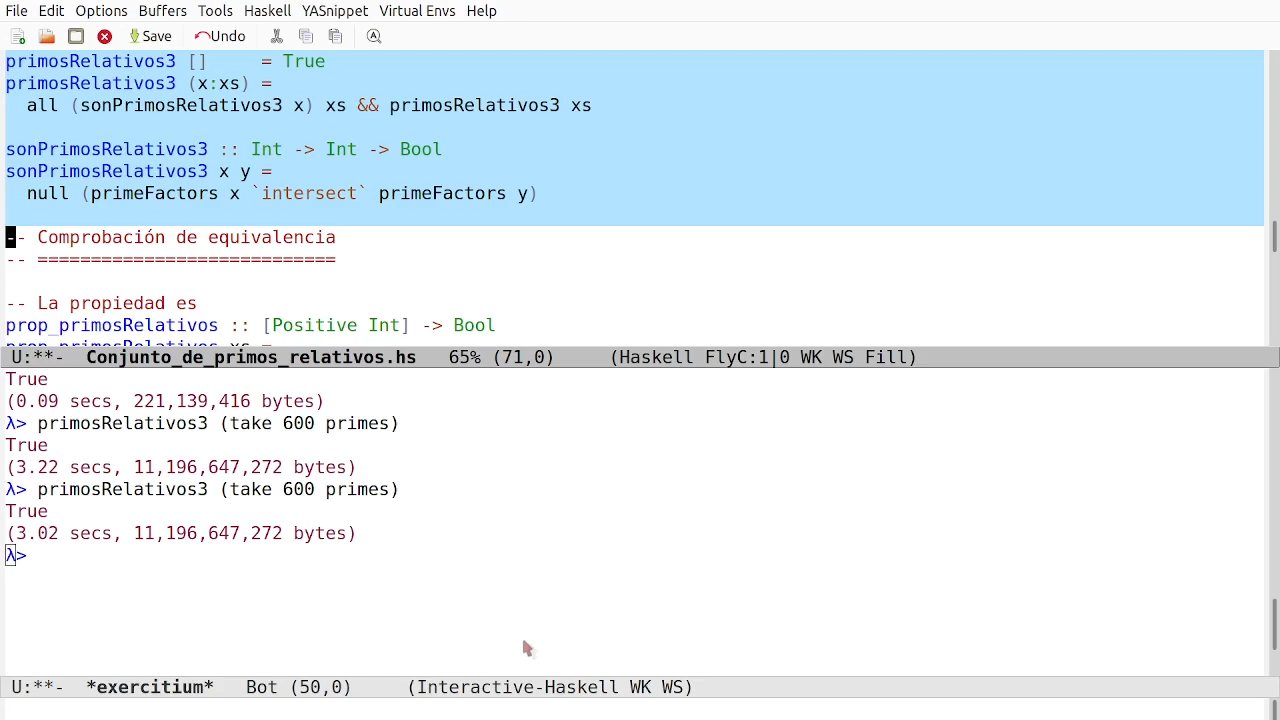 File Edit Options Buffers Tools Haskell YASnippet Virtual Envs Help
Save Undo
primosRelativos3 []     = True
primosRelativos3 (x:xs) =
  all (sonPrimosRelativos3 x) xs && primosRelativos3 xs
sonPrimosRelativos3 :: Int -> Int -> Bool
sonPrimosRelativos3 x y =
  null (primeFactors x `intersect` primeFactors y)
-- Comprobación de equivalencia
-- ============================
-- La propiedad es
prop_primosRelativos :: [Positive Int] -> Bool
prop_primosRelativos xs =
U:**-  Conjunto_de_primos_relativos.hs   65% (71,0)     (Haskell FlyC:1|0 WK WS Fill)
True
(0.09 secs, 221,139,416 bytes)
λ> primosRelativos3 (take 600 primes)
True
(3.22 secs, 11,196,647,272 bytes)
λ> primosRelativos3 (take 600 primes)
True
(3.02 secs, 11,196,647,272 bytes)
λ>
U:**-  *exercitium*   Bot (50,0)     (Interactive-Haskell WK WS)